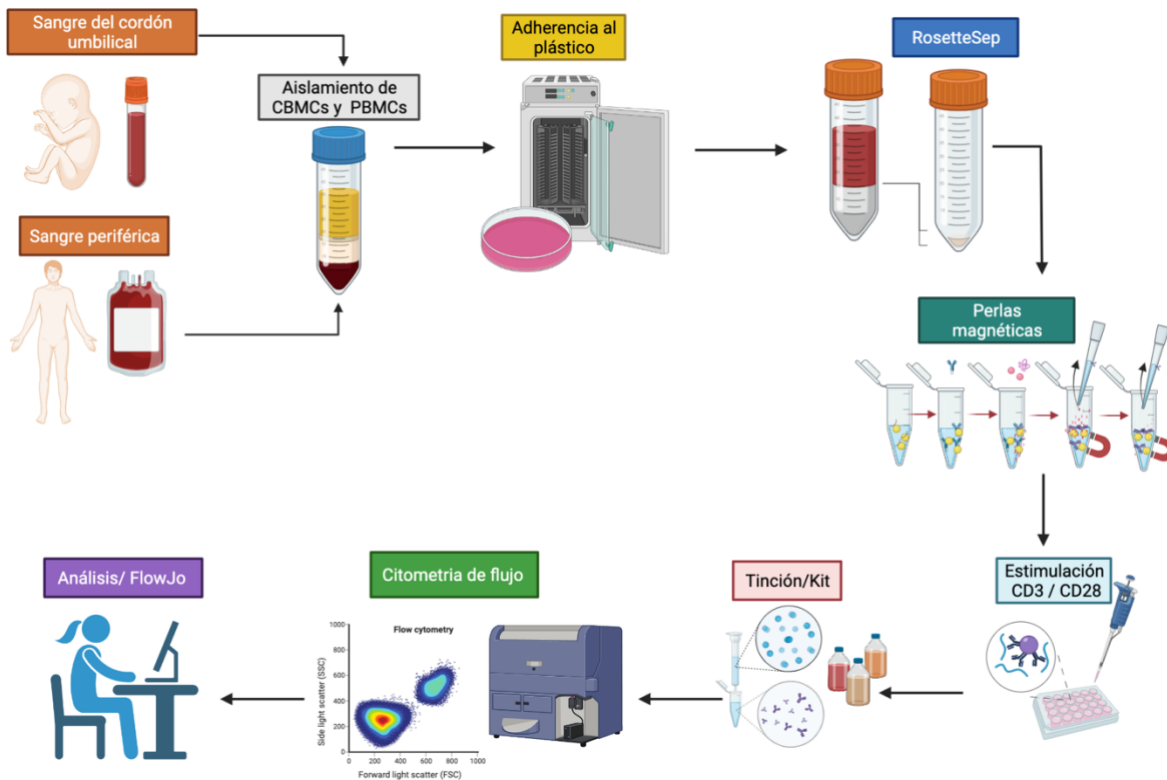 Sangre del cordón
umbilical
Aislamiento de
CBMCs y PBMCs
Sangre periférica
Adherencia al
plástico
RosetteSep
Perlas
magnéticas
Estimulación
CD3 / CD28
Tinción/Kit
Citometria de flujo
Flow cytometry
Side light scatter (SSC)
1000
800
600
400
200
0
0
200
400
600
800
1000
Forward light scatter (FSC)
Análisis/ FlowJo